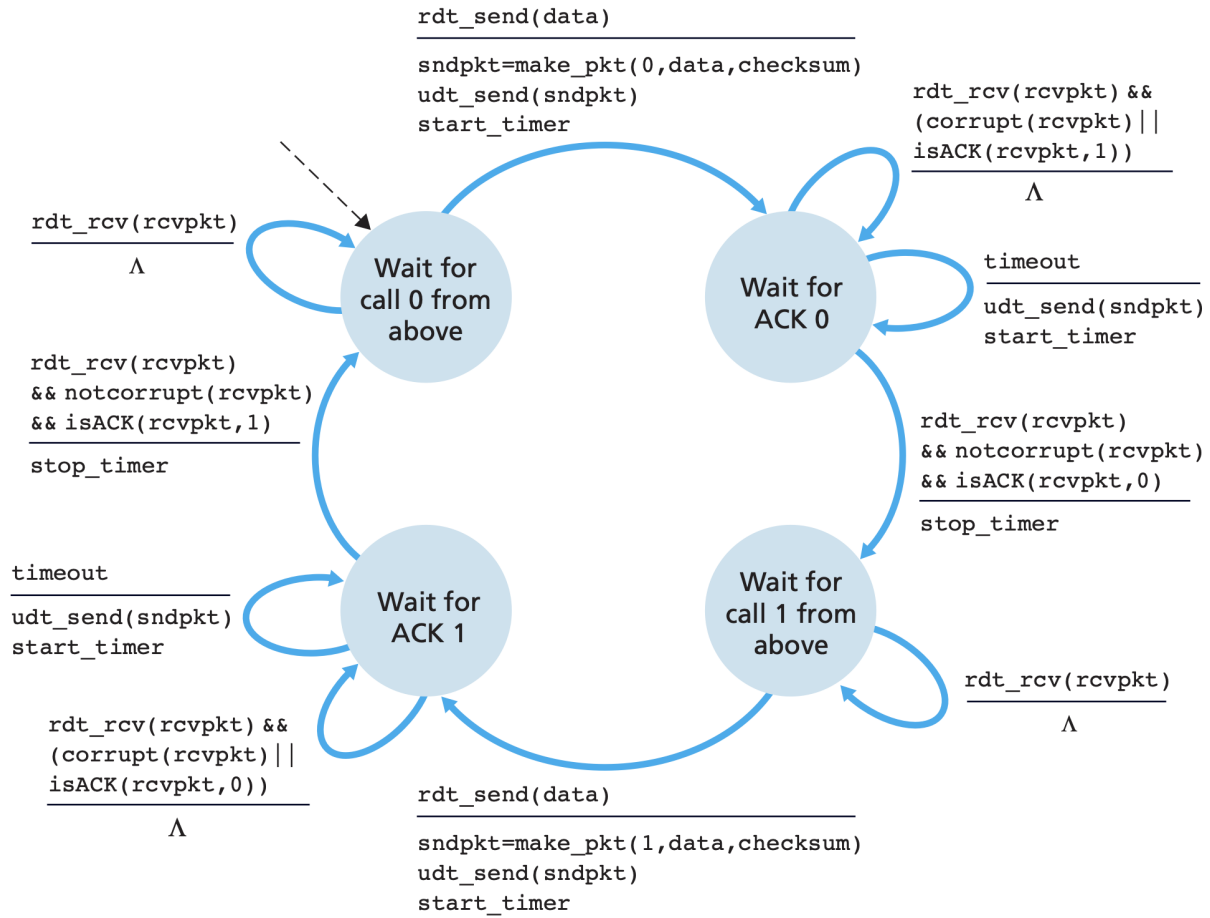 rdt_send(data)
sndpkt=make_pkt(0,data,checksum)
udt_send(sndpkt)
start_timer
rdt_rcv(rcvpkt) &&
(corrupt(rcvpkt)||
isACK(rcvpkt,1))
Λ
rdt_rcv(rcvpkt)
Λ
Wait for
call 0 from
above
Wait for
ACK 0
timeout
udt_send(sndpkt)
start_timer
rdt_rcv(rcvpkt)
&& notcorrupt(rcvpkt)
&& isACK(rcvpkt,1)
stop_timer
rdt_rcv(rcvpkt)
&& notcorrupt(rcvpkt)
&& isACK(rcvpkt,0)
stop_timer
timeout
udt_send(sndpkt)
start_timer
Wait for
ACK 1
Wait for
call 1 from
above
rdt_rcv(rcvpkt)
Λ
rdt_rcv(rcvpkt) &&
(corrupt(rcvpkt)||
isACK(rcvpkt,0))
Λ
rdt_send(data)
sndpkt=make_pkt(1,data,checksum)
udt_send(sndpkt)
start_timer